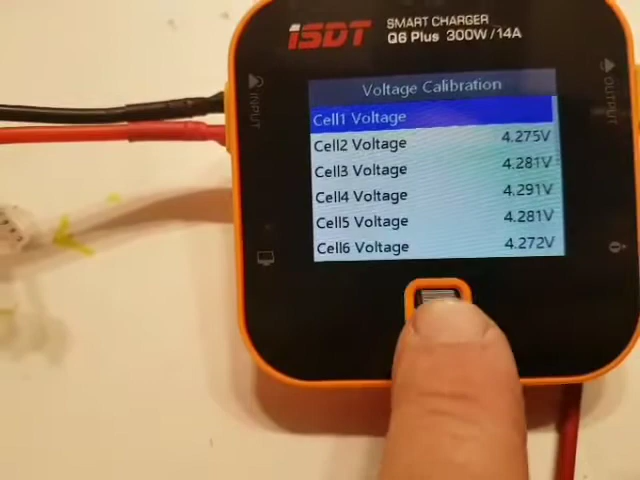 iSDT SMART CHARGER
Q6 Plus 300W/14A
INPUT
OUTPUT
Voltage Calibration
Cell1 Voltage
Cell2 Voltage 4.275V
Cell3 Voltage 4.281V
Cell4 Voltage 4.291V
Cell5 Voltage 4.281V
Cell6 Voltage 4.272V